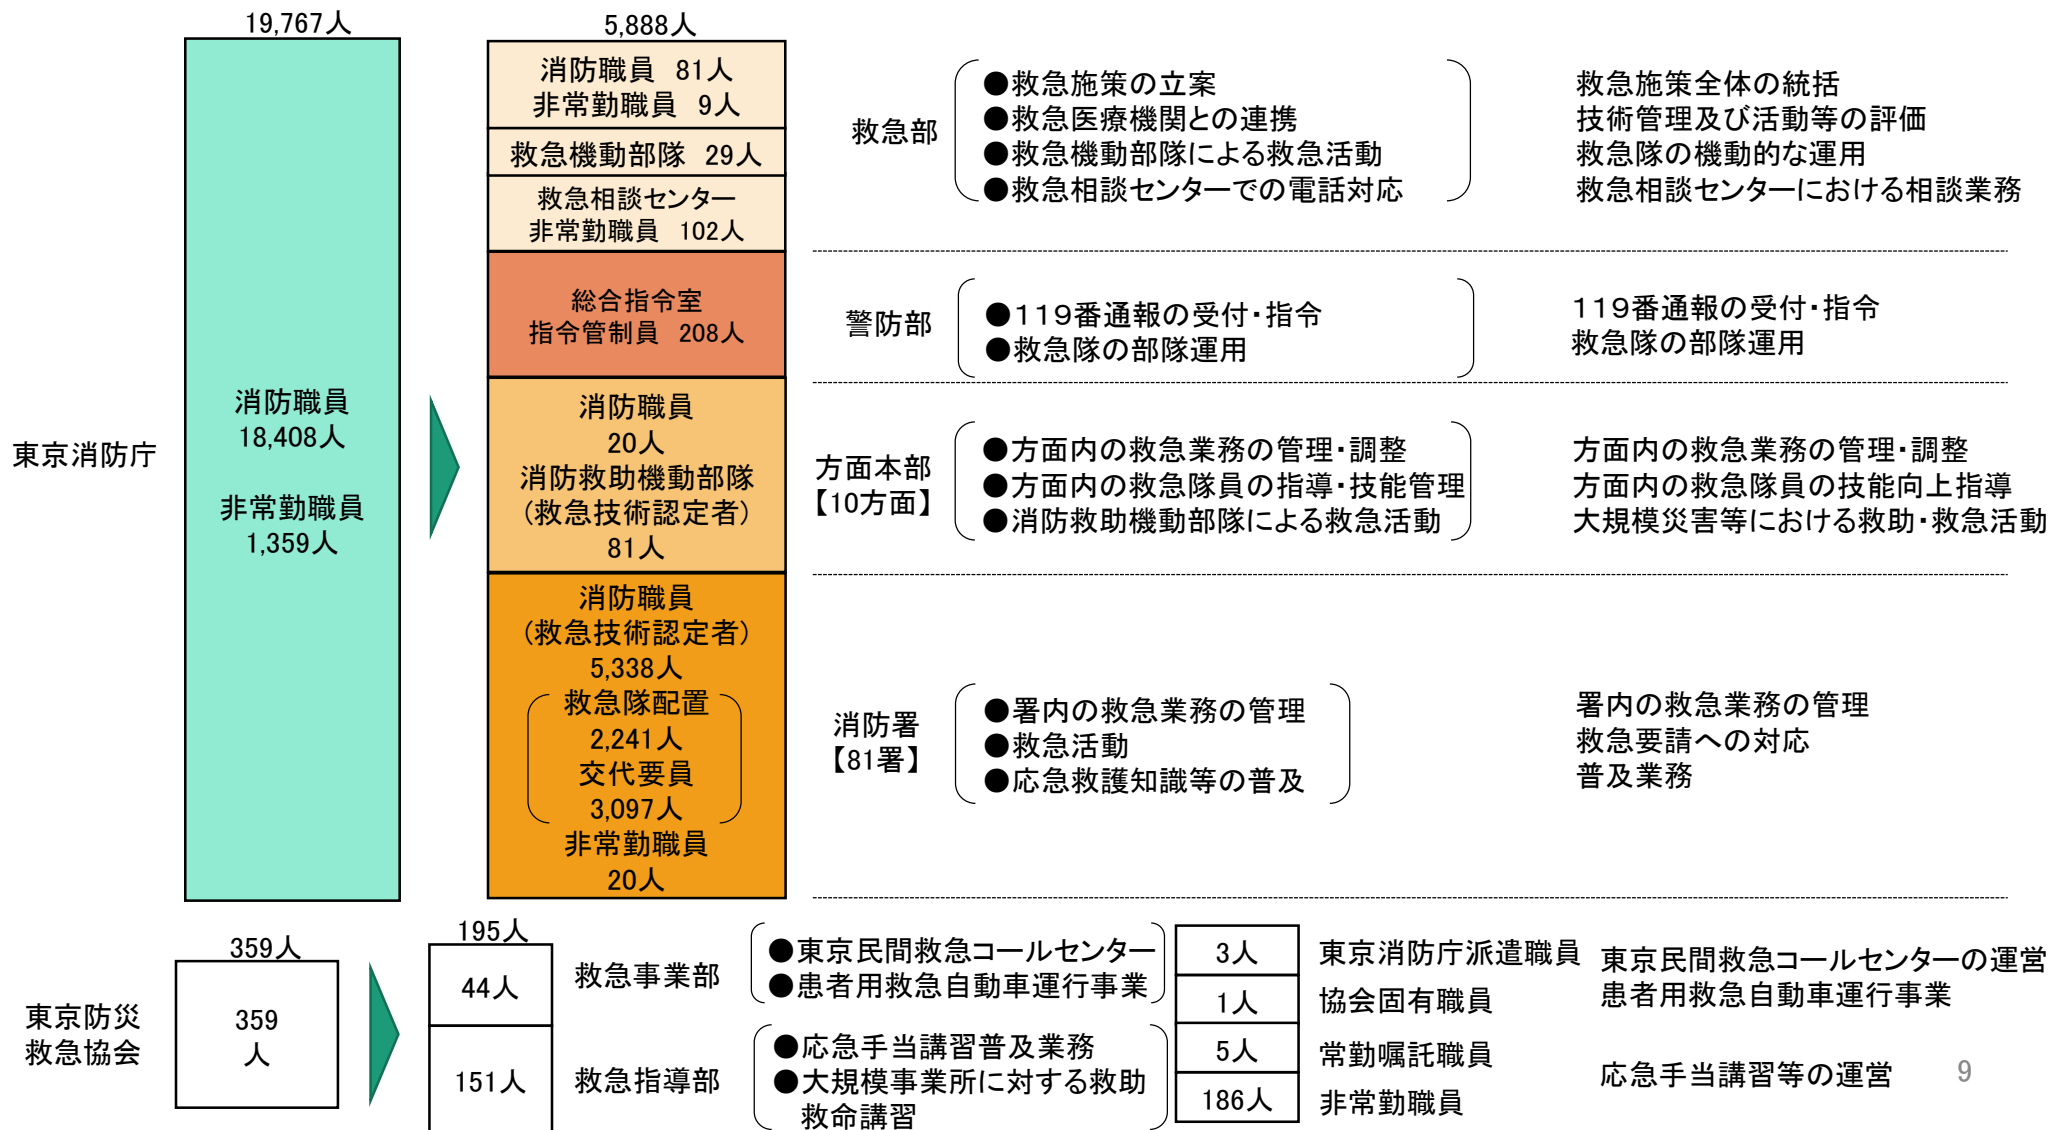 19,767人
東京消防庁
消防職員
18,408人
非常勤職員
1,359人
5,888人
消防職員 81人
非常勤職員 9人
救急機動部隊 29人
救急相談センター
非常勤職員 102人
総合指令室
指令管制員 208人
消防職員
20人
消防救助機動部隊
(救急技術認定者)
81人
消防職員
(救急技術認定者)
5,338人
救急隊配置
2,241人
交代要員
3,097人
非常勤職員
20人
救急部
●救急施策の立案
●救急医療機関との連携
●救急機動部隊による救急活動
●救急相談センターでの電話対応
救急施策全体の統括
技術管理及び活動等の評価
救急隊の機動的な運用
救急相談センターにおける相談業務
警防部
●119番通報の受付・指令
●救急隊の部隊運用
119番通報の受付・指令
救急隊の部隊運用
方面本部
【10方面】
●方面内の救急業務の管理・調整
●方面内の救急隊員の指導・技能管理
●消防救助機動部隊による救急活動
方面内の救急業務の管理・調整
方面内の救急隊員の技能向上指導
大規模災害等における救助・救急活動
消防署
【81署】
●署内の救急業務の管理
●救急活動
●応急救護知識等の普及
署内の救急業務の管理
救急要請への対応
普及業務
東京防災
救急協会
359人
359
人
195人
44人
151人
救急事業部
●東京民間救急コールセンター
●患者用救急自動車運行事業
救急指導部
●応急手当講習普及業務
●大規模事業所に対する救助
救命講習
3人
東京消防庁派遣職員
1人
協会固有職員
5人
常勤嘱託職員
186人
非常勤職員
東京民間救急コールセンターの運営
患者用救急自動車運行事業
応急手当講習等の運営
9